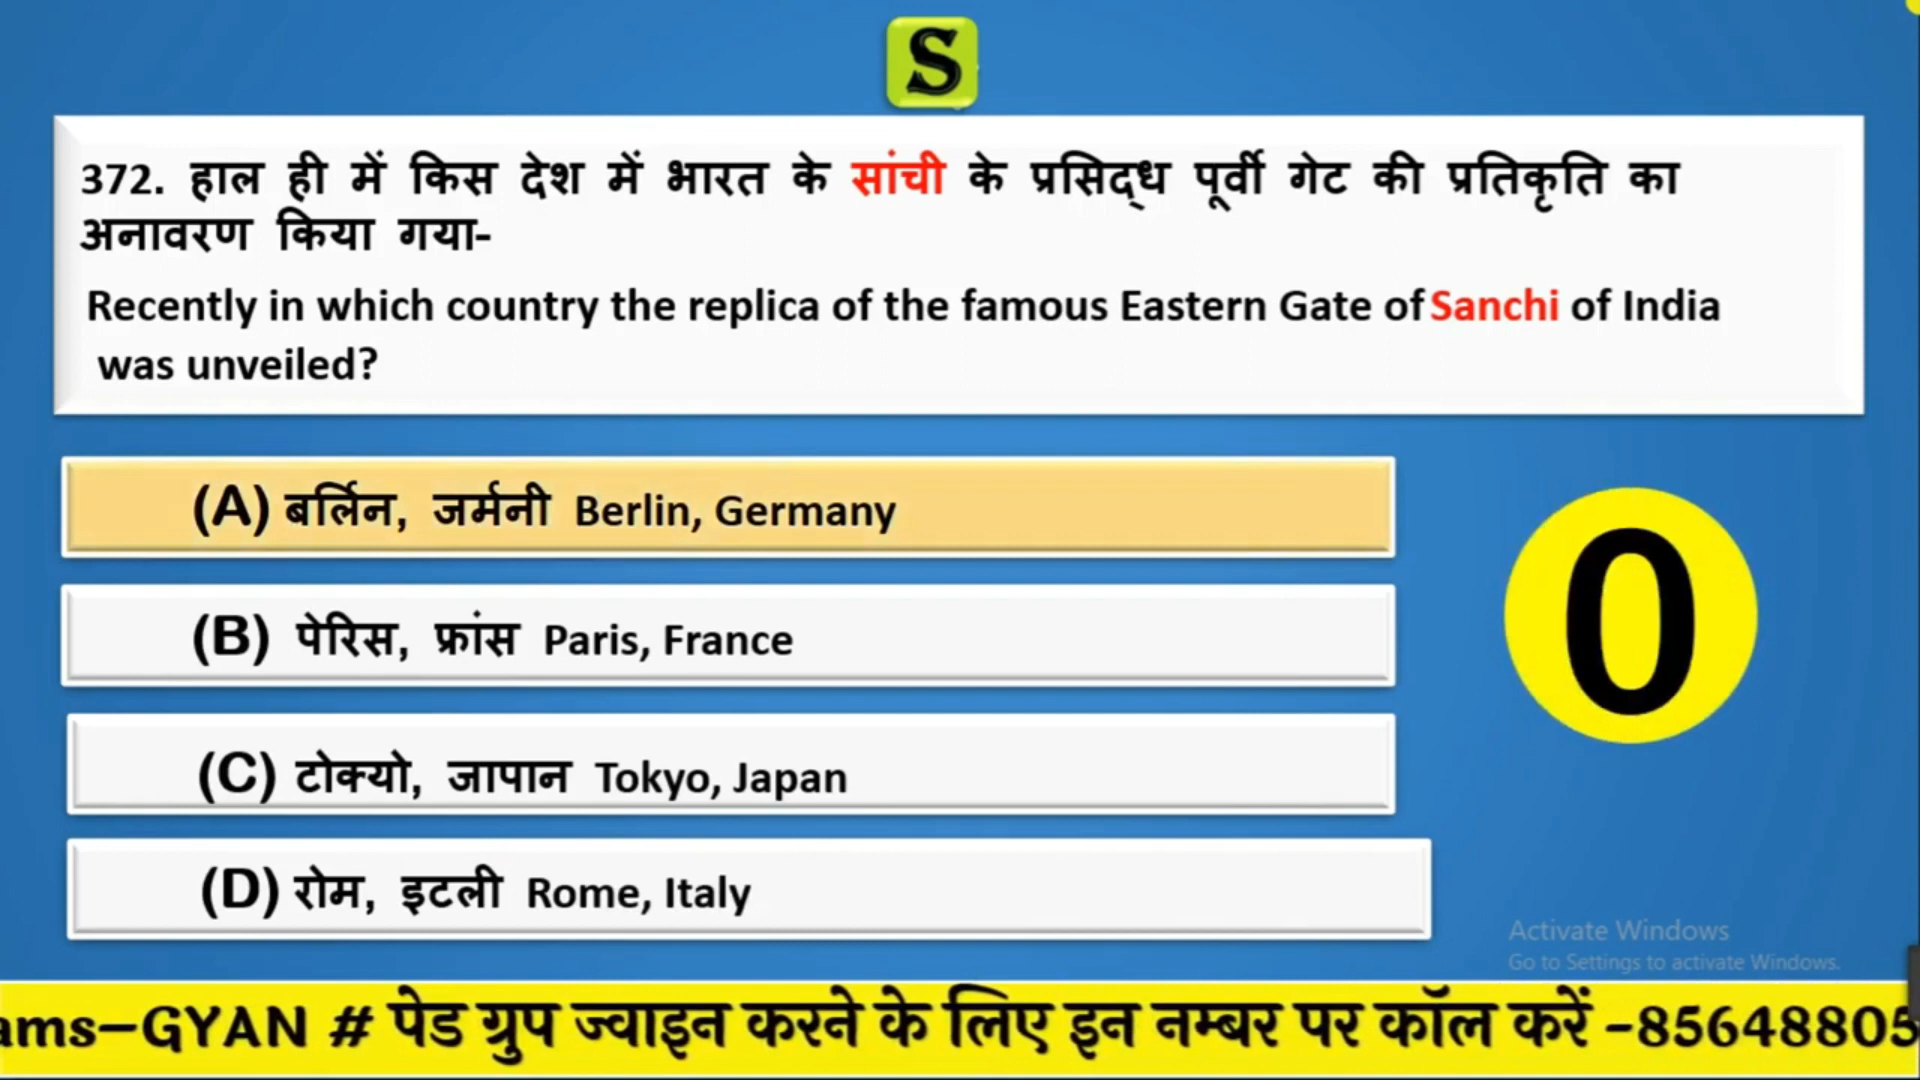 S
372. हाल ही में किस देश में भारत के सांची के प्रसिद्ध पूर्वी गेट की प्रतिकृति का
अनावरण किया गया-
Recently in which country the replica of the famous Eastern Gate of Sanchi of India
was unveiled?
(A) बर्लिन, जर्मनी Berlin, Germany
(B) पेरिस, फ्रांस Paris, France
0
(C) टोक्यो, जापान Tokyo, Japan
(D) रोम, इटली Rome, Italy
Activate Windows
Go to Settings to activate Windows.
ams–GYAN # पेड ग्रुप ज्वाइन करने के लिए इन नम्बर पर कॉल करें -85648805